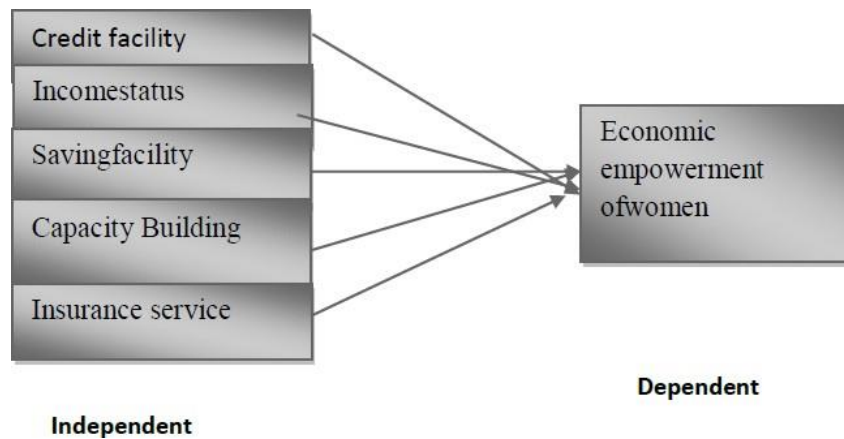 Credit facility
Incomestatus
Savingfacility
Capacity Building
Insurance service
Economic
empowerment
ofwomen
Dependent
Independent